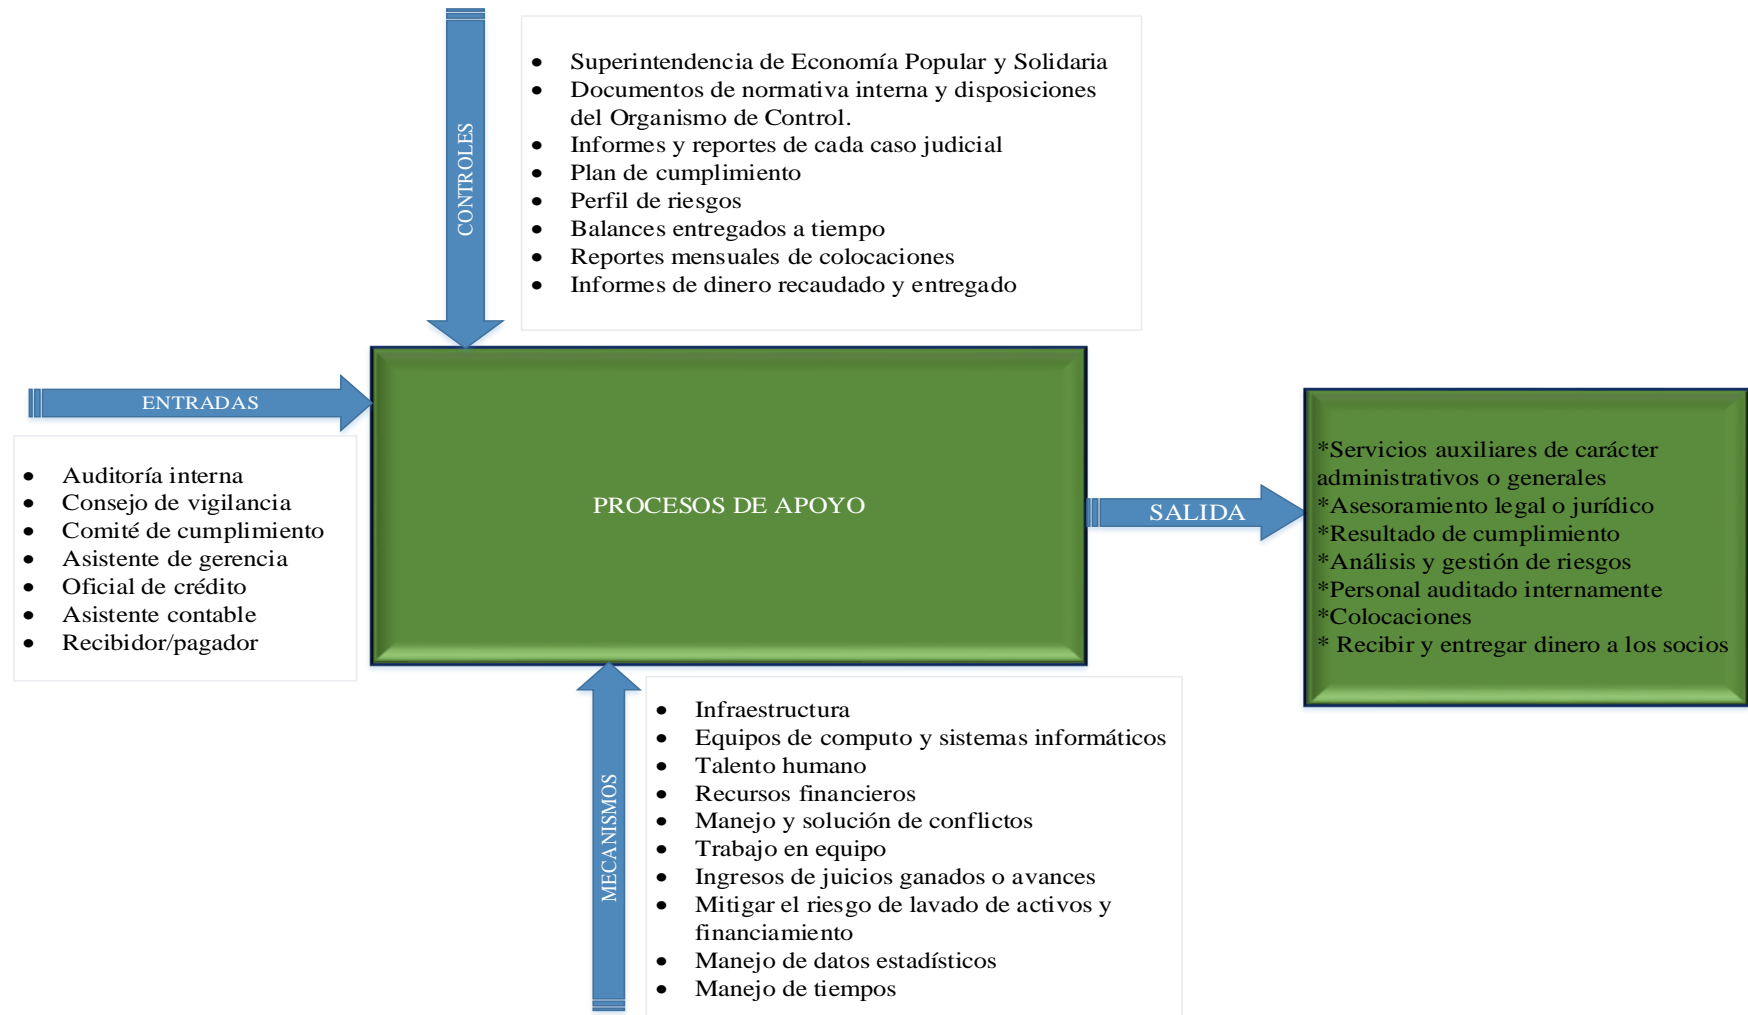 CONTROLES
• Superintendencia de Economía Popular y Solidaria
• Documentos de normativa interna y disposiciones
del Organismo de Control.
• Informes y reportes de cada caso judicial
• Plan de cumplimiento
• Perfil de riesgos
• Balances entregados a tiempo
• Reportes mensuales de colocaciones
• Informes de dinero recaudado y entregado
ENTRADAS
• Auditoría interna
• Consejo de vigilancia
• Comité de cumplimiento
• Asistente de gerencia
• Oficial de crédito
• Asistente contable
• Recibidor/pagador
PROCESOS DE APOYO
SALIDA
*Servicios auxiliares de carácter
administrativos o generales
*Asesoramiento legal o jurídico
*Resultado de cumplimiento
*Análisis y gestión de riesgos
*Personal auditado internamente
*Colocaciones
* Recibir y entregar dinero a los socios
MECANISMOS
• Infraestructura
• Equipos de computo y sistemas informáticos
• Talento humano
• Recursos financieros
• Manejo y solución de conflictos
• Trabajo en equipo
• Ingresos de juicios ganados o avances
• Mitigar el riesgo de lavado de activos y
financiamiento
• Manejo de datos estadísticos
• Manejo de tiempos